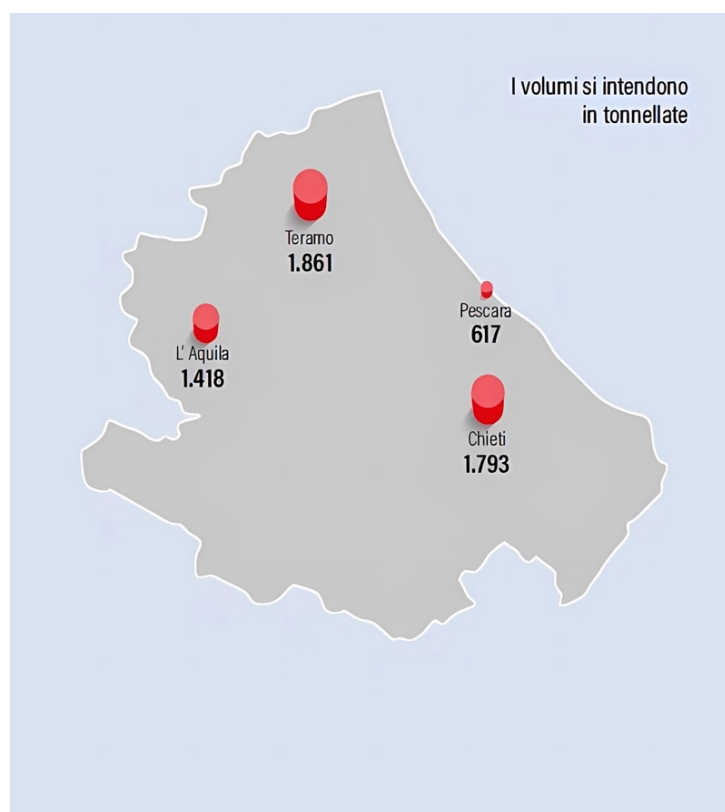 I volumi si intendono
in tonnellate
Teramo
1.861
Pescara
617
L' Aquila
1.418
Chieti
1.793